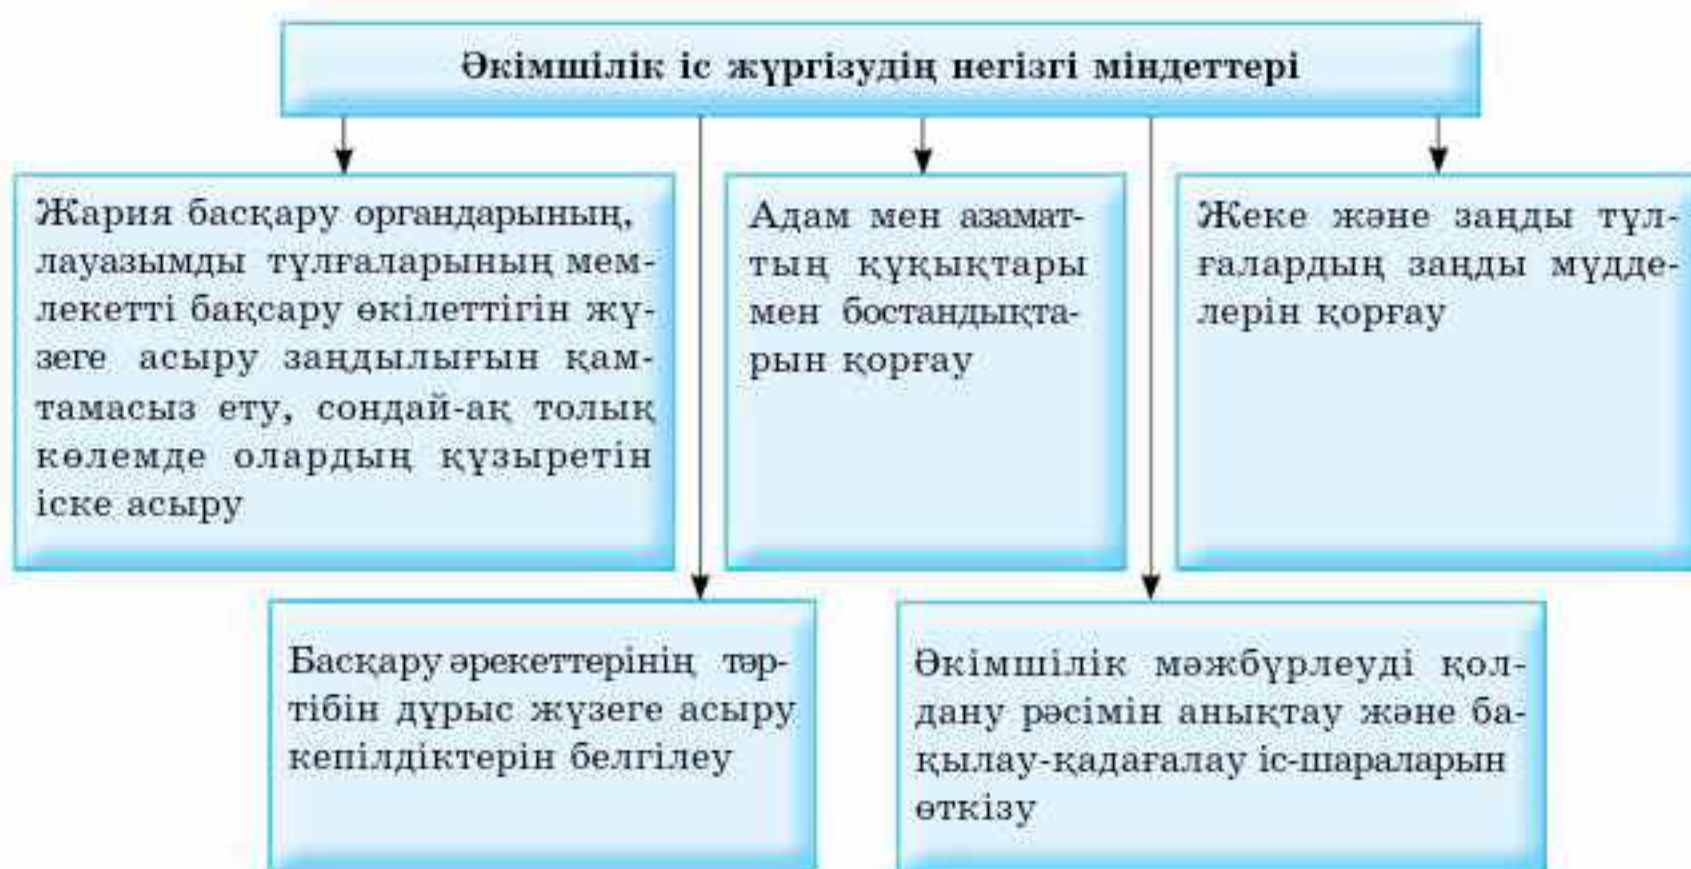 Әкімшілік іс жүргізудің негізгі міндеттері
Жария басқару органдарының,
лауазымды тұлғаларының мем-
лекетті бақсару өкілеттігін жү-
зеге асыру заңдылығын қам-
тамасыз ету, сондай-ақ толық
көлемде олардың құзыретін
іске асыру
Адам мен азамат-
тың құқықтары
мен бостандықта-
рын қорғау
Жеке және заңды тұл-
ғалардың заңды мүдде-
лерін қорғау
Басқару әрекеттерінің тәр-
тібін дұрыс жүзеге асыру
кепілдіктерін белгілеу
Әкімшілік мәжбүрлеуді қол-
дану рәсімін анықтау және ба-
қылау-қадағалау іс-шараларын
өткізу